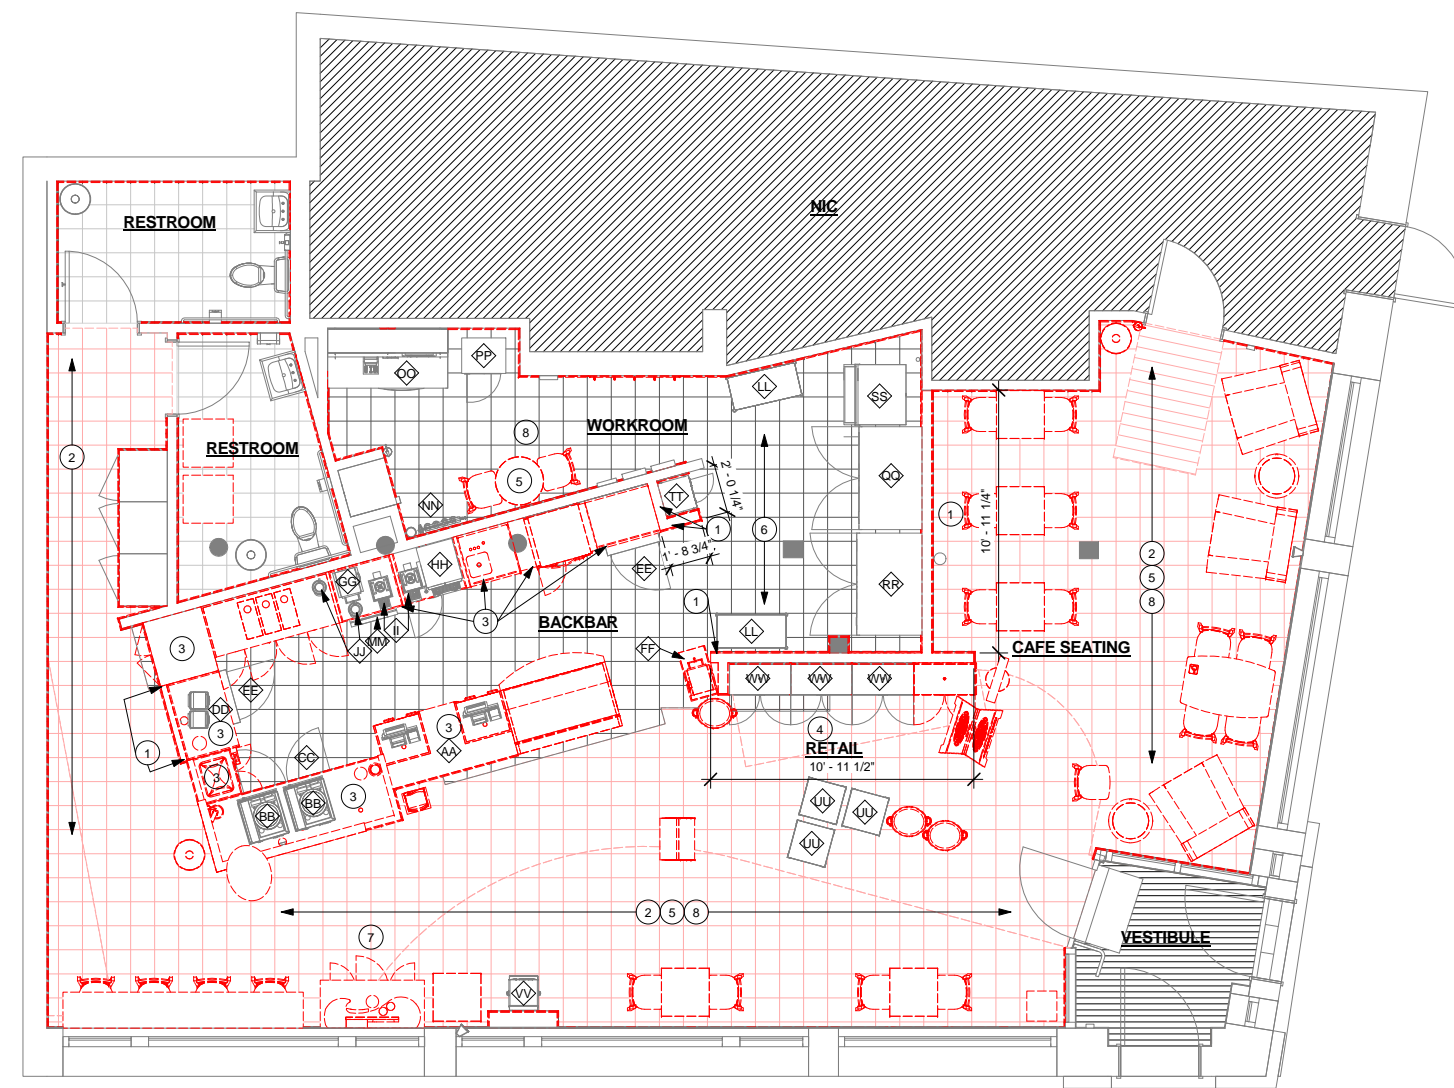 NIC
RESTROOM
PP
OO
LL
SS
WORKROOM
8
RESTROOM
2
5
QQ
TT
2' - 0 1/4"
NN
1
6
1
10' - 11 1/4"
2
5
8
1' - 8 3/4"
HH
EE
GG
RR
1
II
3
MM
JJ
BACKBAR
LL
FF
CAFE SEATING
3
WW
WW
WW
EE
DD
3
3
AA
4
RETAIL
10' - 11 1/2"
1
CC
3
3
BB
BB
UU
UU
UU
2
5
8
7
VESTIBULE
VV